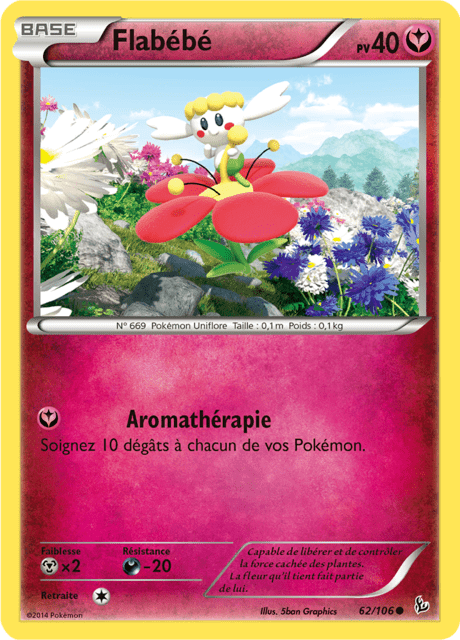 BASE
Flabébé
PV 40
N° 669 Pokémon Uniflore Taille : 0,1 m Poids : 0,1 kg
Aromathérapie
Soignez 10 dégâts à chacun de vos Pokémon.
Faiblesse
×2
Résistance
-20
Retraite
Capable de libérer et de contrôler
la force cachée des plantes.
La fleur qu'il tient fait partie
de lui.
©2014 Pokémon
Illus. 5ban Graphics
62/106